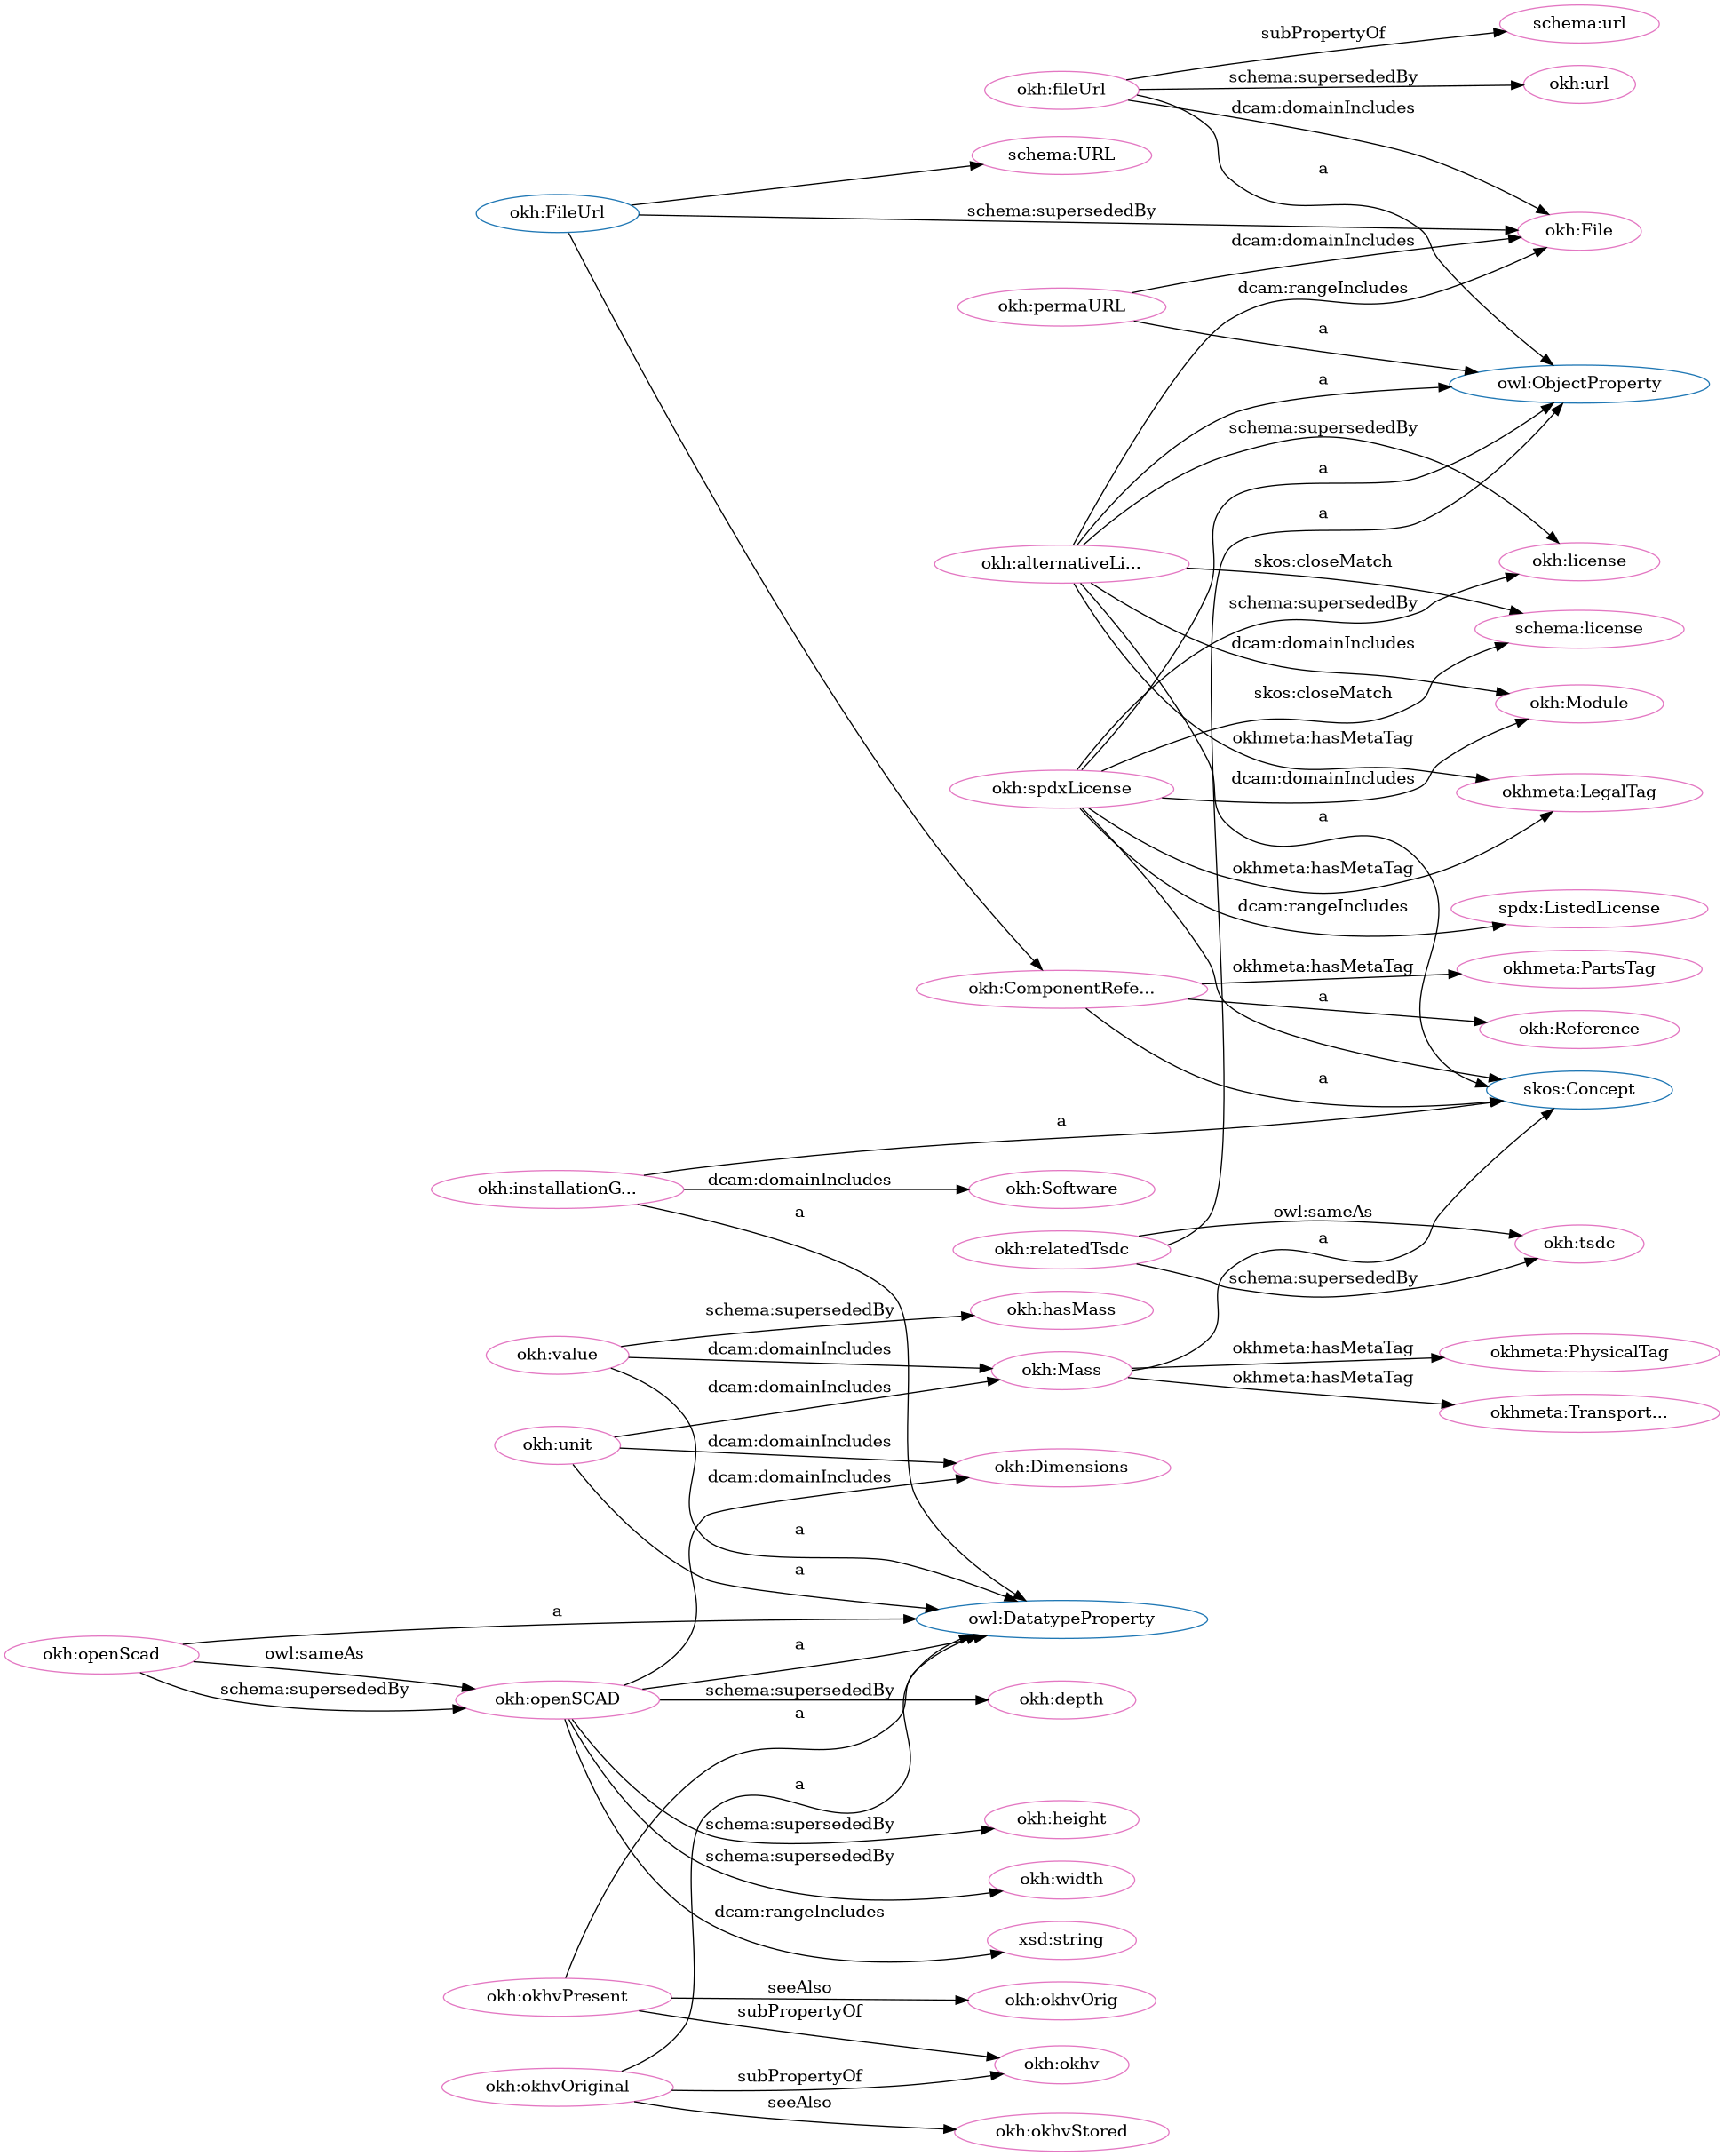 schema:url
subPropertyOf
okh:fileUrl
schema:supersededBy
okh:url
dcam:domainIncludes
schema:URL
a
okh:FileUrl
schema:supersededBy
okh:File
dcam:domainIncludes
dcam:rangeIncludes
okh:permaURL
a
owl:ObjectProperty
a
schema:supersededBy
a
a
okh:alternativeLi...
skos:closeMatch
okh:license
schema:supersededBy
schema:license
dcam:domainIncludes
skos:closeMatch
okh:Module
okhmeta:hasMetaTag
dcam:domainIncludes
okh:spdxLicense
okhmeta:LegalTag
a
okhmeta:hasMetaTag
dcam:rangeIncludes
spdx:ListedLicense
okhmeta:hasMetaTag
okhmeta:PartsTag
okh:ComponentRefe...
a
okh:Reference
a
skos:Concept
a
dcam:domainIncludes
okh:installationG...
okh:Software
a
owl:sameAs
okh:relatedTsdc
a
okh:tsdc
schema:supersededBy
schema:supersededBy
okh:hasMass
okh:value
dcam:domainIncludes
okhmeta:hasMetaTag
okhmeta:PhysicalTag
okh:Mass
dcam:domainIncludes
okhmeta:hasMetaTag
okhmeta:Transport...
okh:unit
dcam:domainIncludes
okh:Dimensions
dcam:domainIncludes
a
a
a
owl:DatatypeProperty
okh:openScad
owl:sameAs
a
schema:supersededBy
okh:openSCAD
schema:supersededBy
okh:depth
a
a
schema:supersededBy
okh:height
schema:supersededBy
okh:width
dcam:rangeIncludes
xsd:string
okh:okhvPresent
seeAlso
okh:okhvOrig
subPropertyOf
okh:okhv
subPropertyOf
okh:okhvOriginal
seeAlso
okh:okhvStored